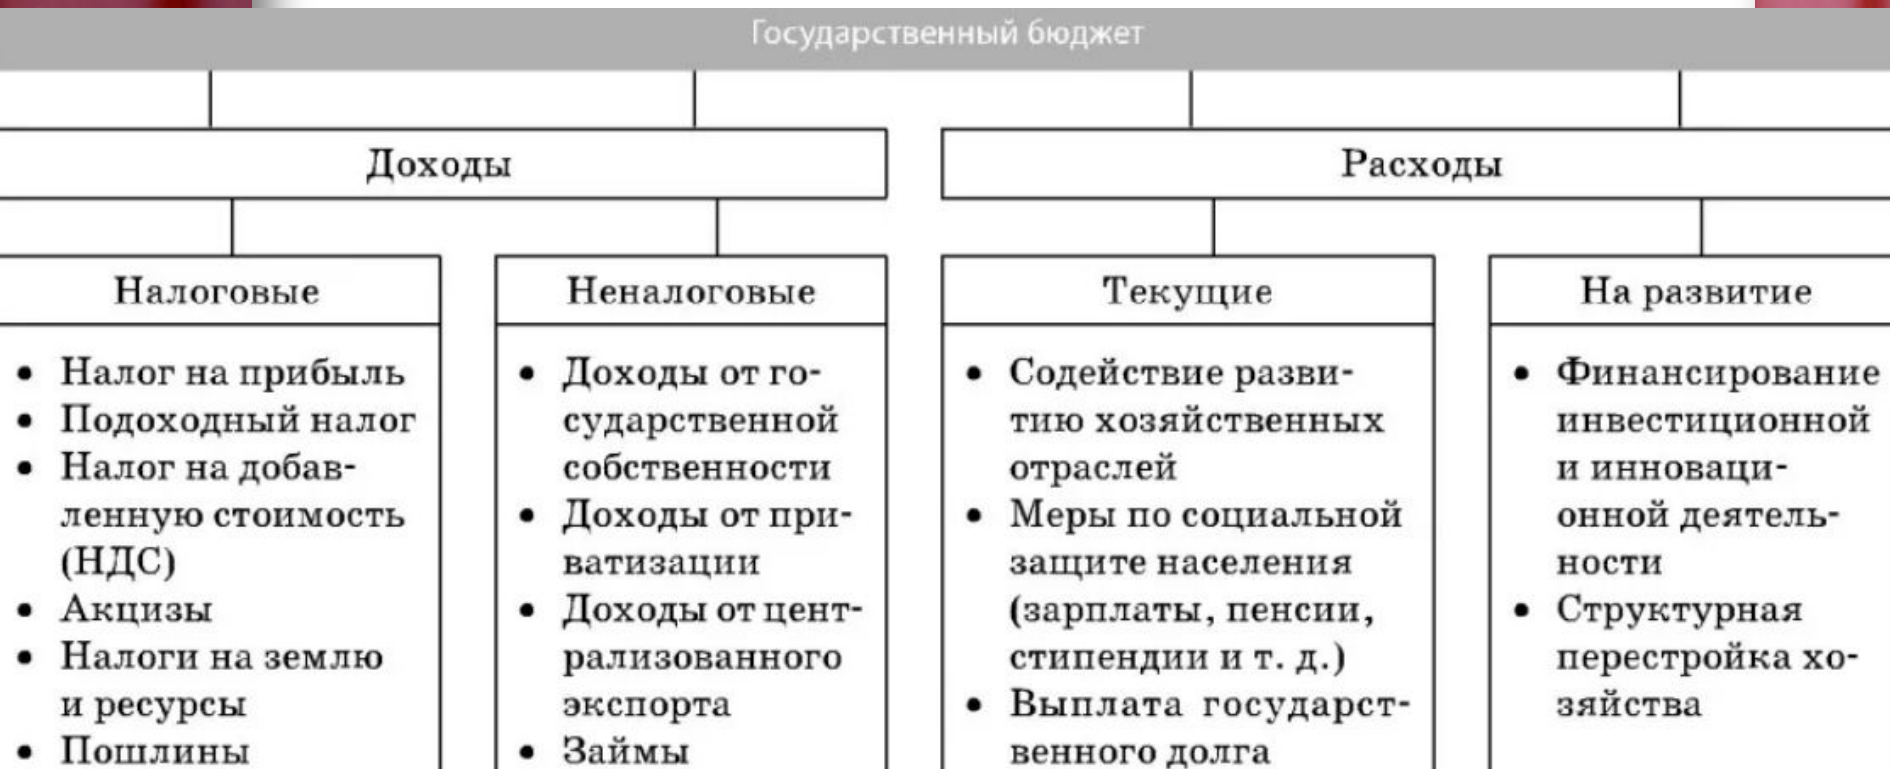 Государственный бюджет
Доходы
Расходы
Налоговые
• Налог на прибыль
• Подоходный налог
• Налог на добав-
ленную стоимость
(НДС)
• Акцизы
• Налоги на землю
и ресурсы
• Пошлины
Неналоговые
• Доходы от го-
сударственной
собственности
• Доходы от при-
ватизации
• Доходы от цент-
рализованного
экспорта
• Займы
Текущие
• Содействие разви-
тию хозяйственных
отраслей
• Меры по социальной
защите населения
(зарплаты, пенсии,
стипендии и т. д.)
• Выплата государст-
венного долга
На развитие
• Финансирование
инвестиционной
и инноваци-
онной деятель-
ности
• Структурная
перестройка хо-
зяйства